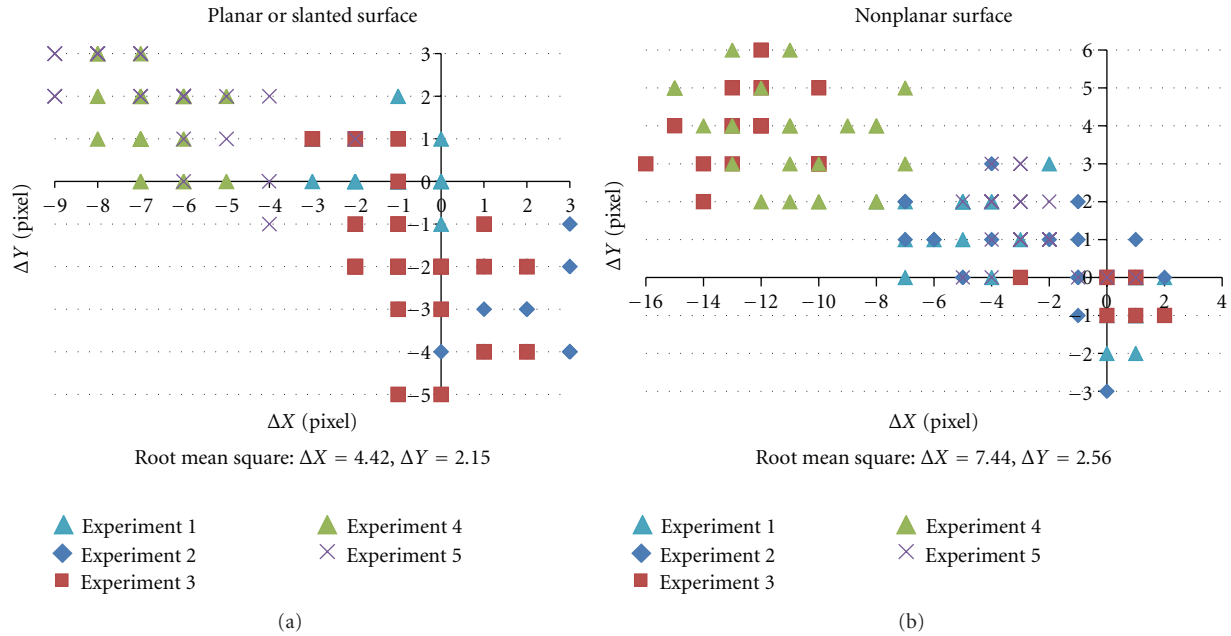 Planar or slanted surface
3
2
1
0
−9 −8 −7 −6 −5 −4 −3 −2 −1 0 1 2 3
−1
−2
−3
−4
−5
ΔY (pixel)
ΔX (pixel)
Root mean square: ΔX = 4.42, ΔY = 2.15
Experiment 1
Experiment 2
Experiment 3
Experiment 4
Experiment 5
(a)
Nonplanar surface
6
5
4
3
2
1
0
−16 −14 −12 −10 −8 −6 −4 −2 0 2 4
−1
−2
−3
ΔY (pixel)
ΔX (pixel)
Root mean square: ΔX = 7.44, ΔY = 2.56
Experiment 1
Experiment 2
Experiment 3
Experiment 4
Experiment 5
(b)